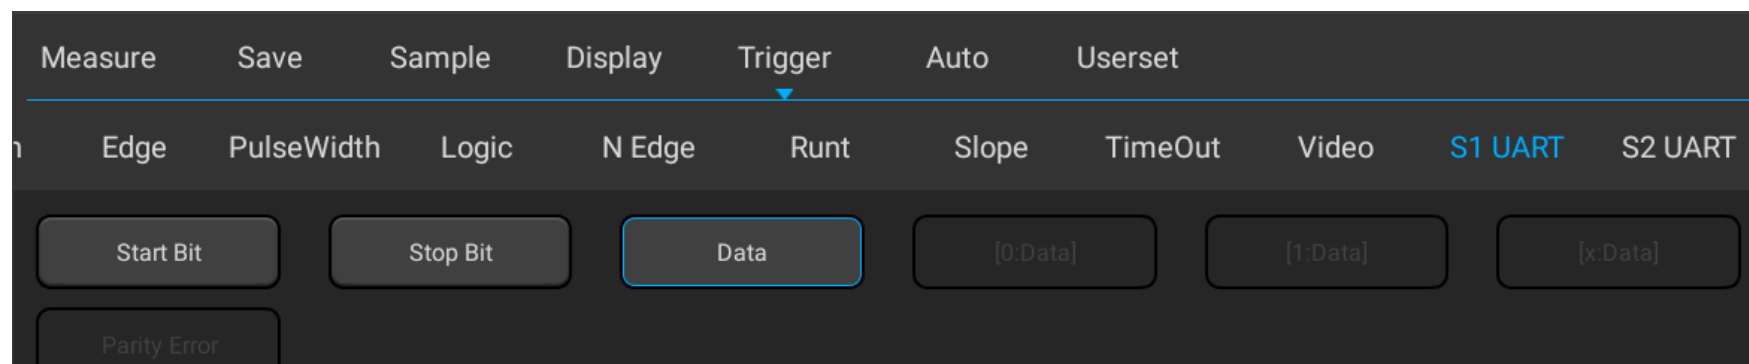 Measure Save Sample Display Trigger Auto Userset
Edge PulseWidth Logic N Edge Runt Slope TimeOut Video S1 UART S2 UART
Start Bit Stop Bit Data [0:Data] [1:Data] [x:Data]
Parity Error